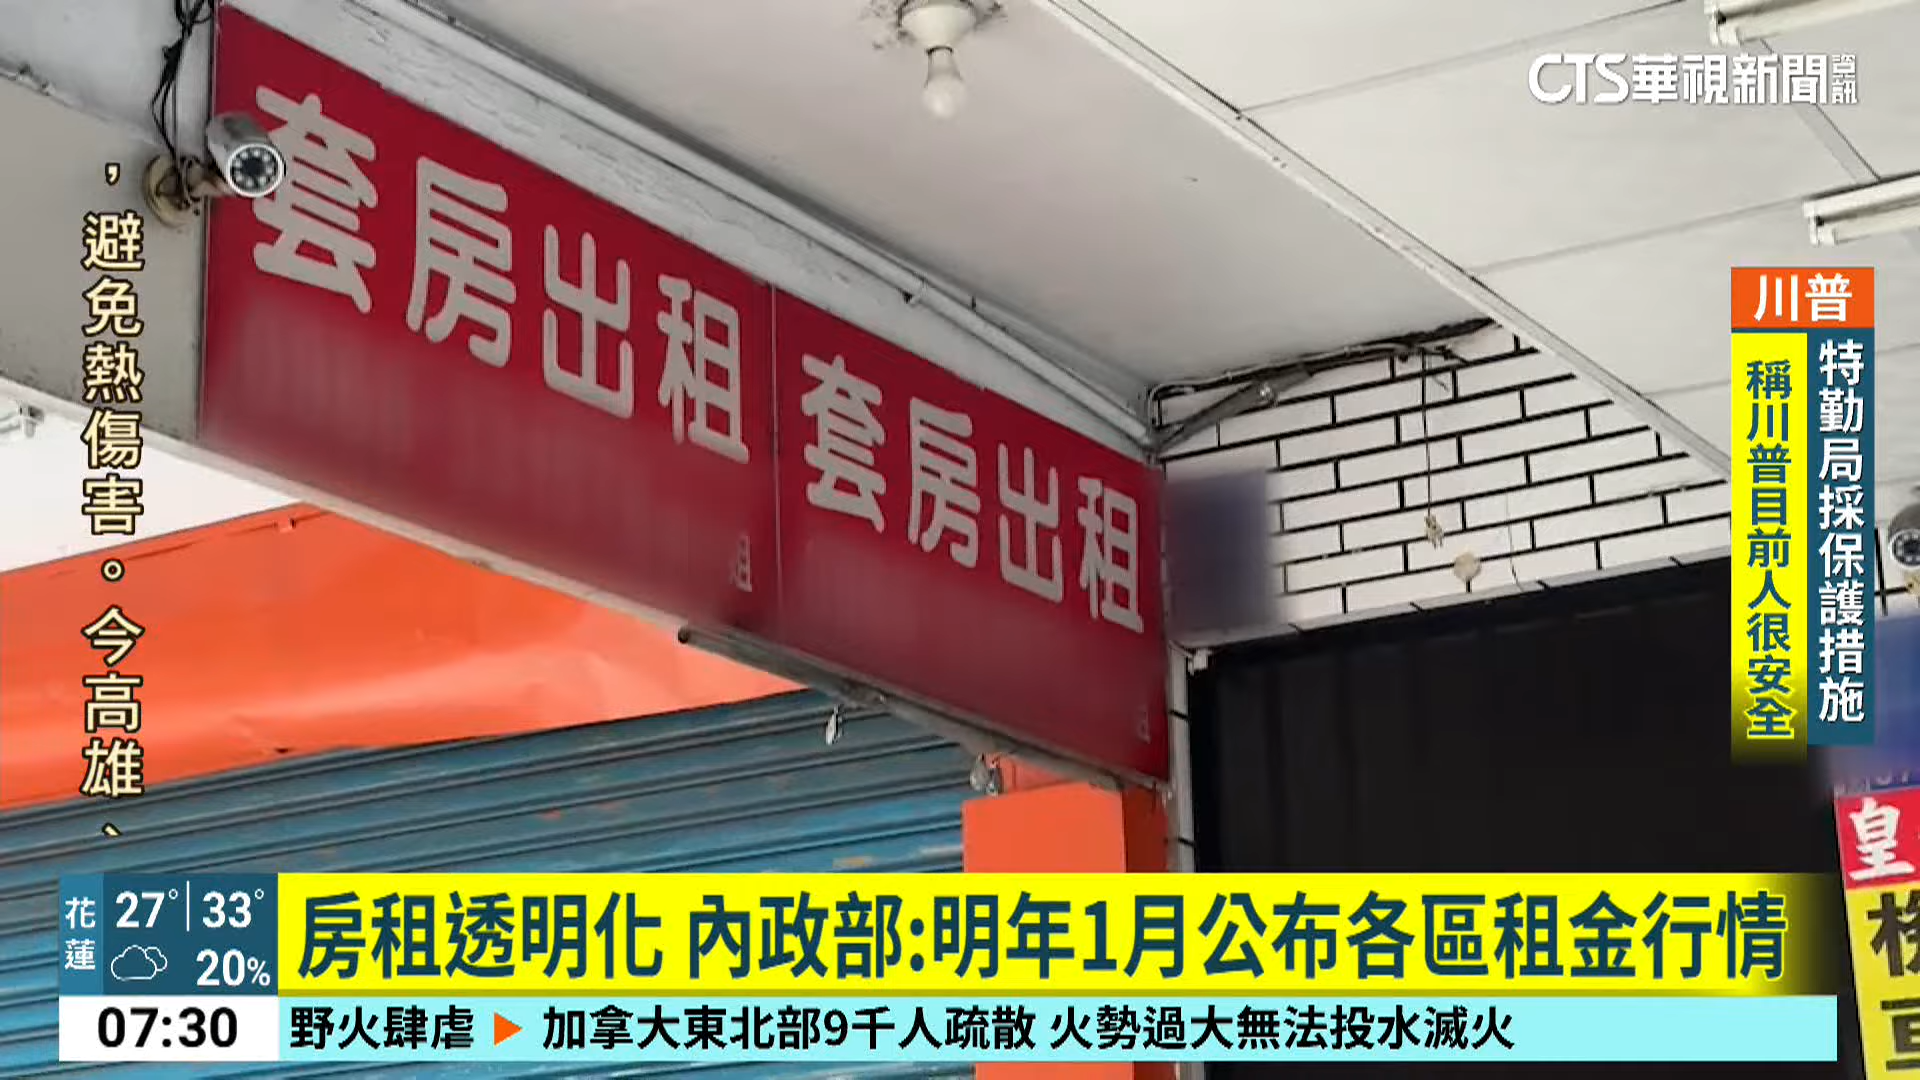 CTS華視新聞資訊
套房出租
套房出租
租
，避免熱傷害。今高雄、
川普
特勤局採保護措施
稱川普目前人很安全
皇
花蓮
27° 33°
20%
房租透明化 內政部:明年1月公布各區租金行情
07:30
野火肆虐 ▶ 加拿大東北部9千人疏散 火勢過大無法投水滅火